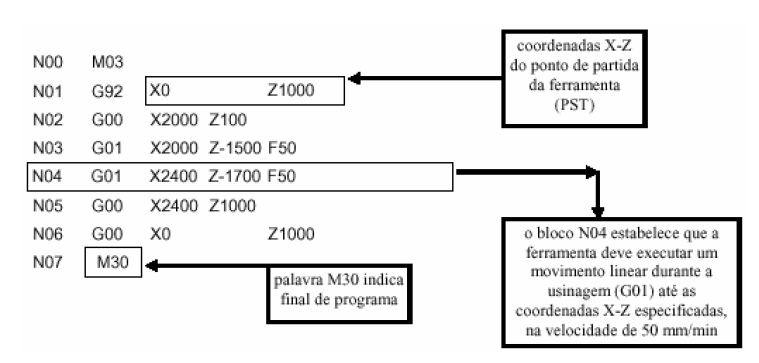 N00 M03
N01 G92 X0 Z1000
N02 G00 X2000 Z100
N03 G01 X2000 Z-1500 F50
N04 G01 X2400 Z-1700 F50
N05 G00 X2400 Z1000
N06 G00 X0 Z1000
N07 M30
coordenadas X-Z
do ponto de partida
da ferramenta
(PST)
o bloco N04 estabelece que a
ferramenta deve executar um
movimento linear durante a
usinagem (G01) até as
coordenadas X-Z especificadas,
na velocidade de 50 mm/min
palavra M30 indica
final de programa